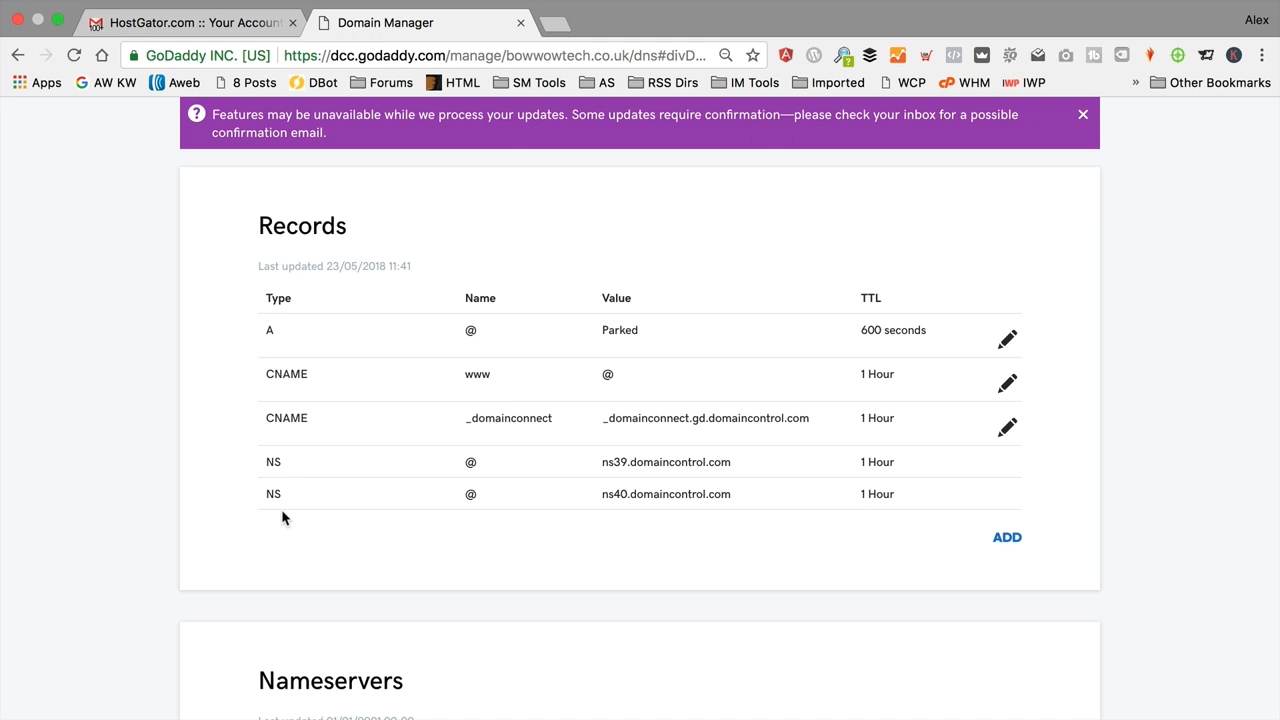 HostGator.com :: Your Account
Domain Manager
Alex
GoDaddy INC. [US]
https://dcc.godaddy.com/manage/bowwowtech.co.uk/dns#divD...
Apps
AW KW
Aweb
8 Posts
DBot
Forums
HTML
SM Tools
AS
RSS Dirs
IM Tools
Imported
WCP
cP WHM
IWP IWP
»
Other Bookmarks
Features may be unavailable while we process your updates. Some updates require confirmation—please check your inbox for a possible
confirmation email.
Records
Last updated 23/05/2018 11:41
Type Name Value TTL
A @ Parked 600 seconds
CNAME www @ 1 Hour
CNAME _domainconnect _domainconnect.gd.domaincontrol.com 1 Hour
NS @ ns39.domaincontrol.com 1 Hour
NS @ ns40.domaincontrol.com 1 Hour
ADD
Nameservers